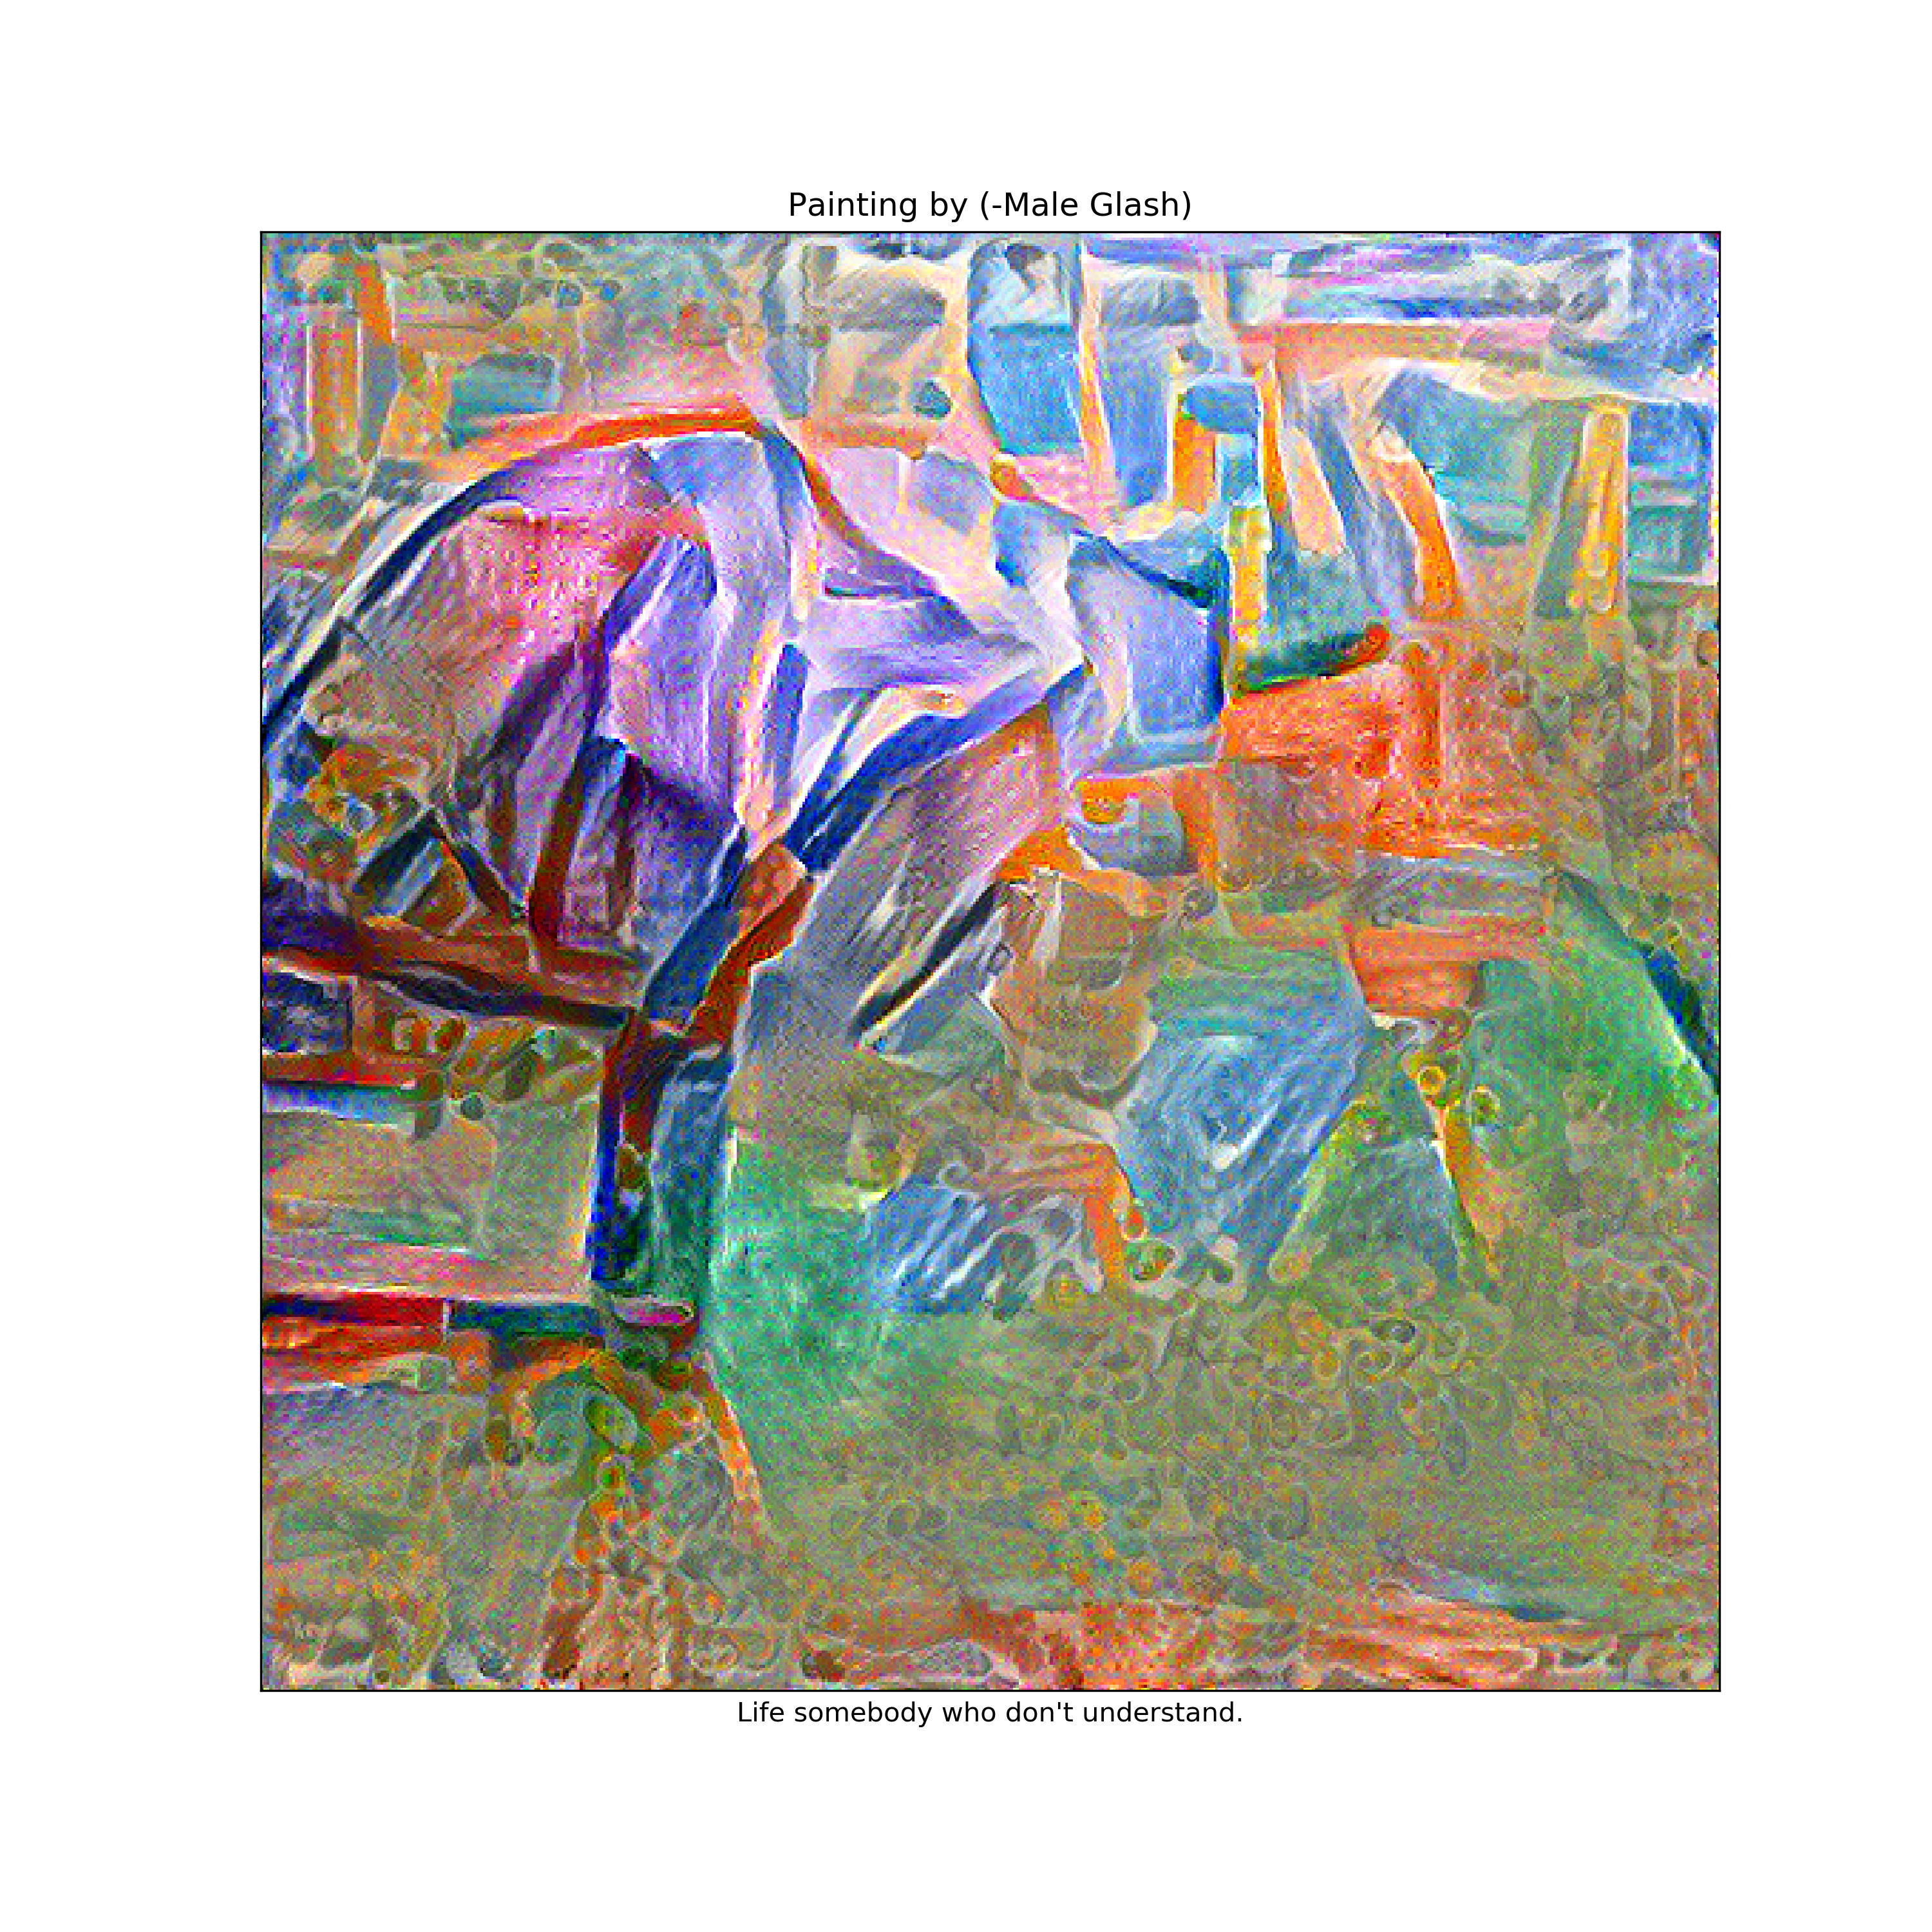 Painting by (-Male Glash)
Life somebody who don't understand.